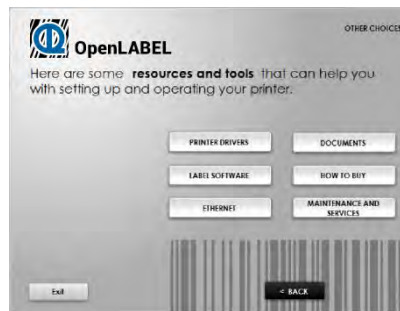 OTHER CHOICES
OpenLABEL
Here are some resources and tools that can help you
with setting up and operating your printer.
PRINTER DRIVERS
DOCUMENTS
LABEL SOFTWARE
HOW TO BUY
ETHERNET
MAINTENANCE AND
SERVICES
Exit
< BACK